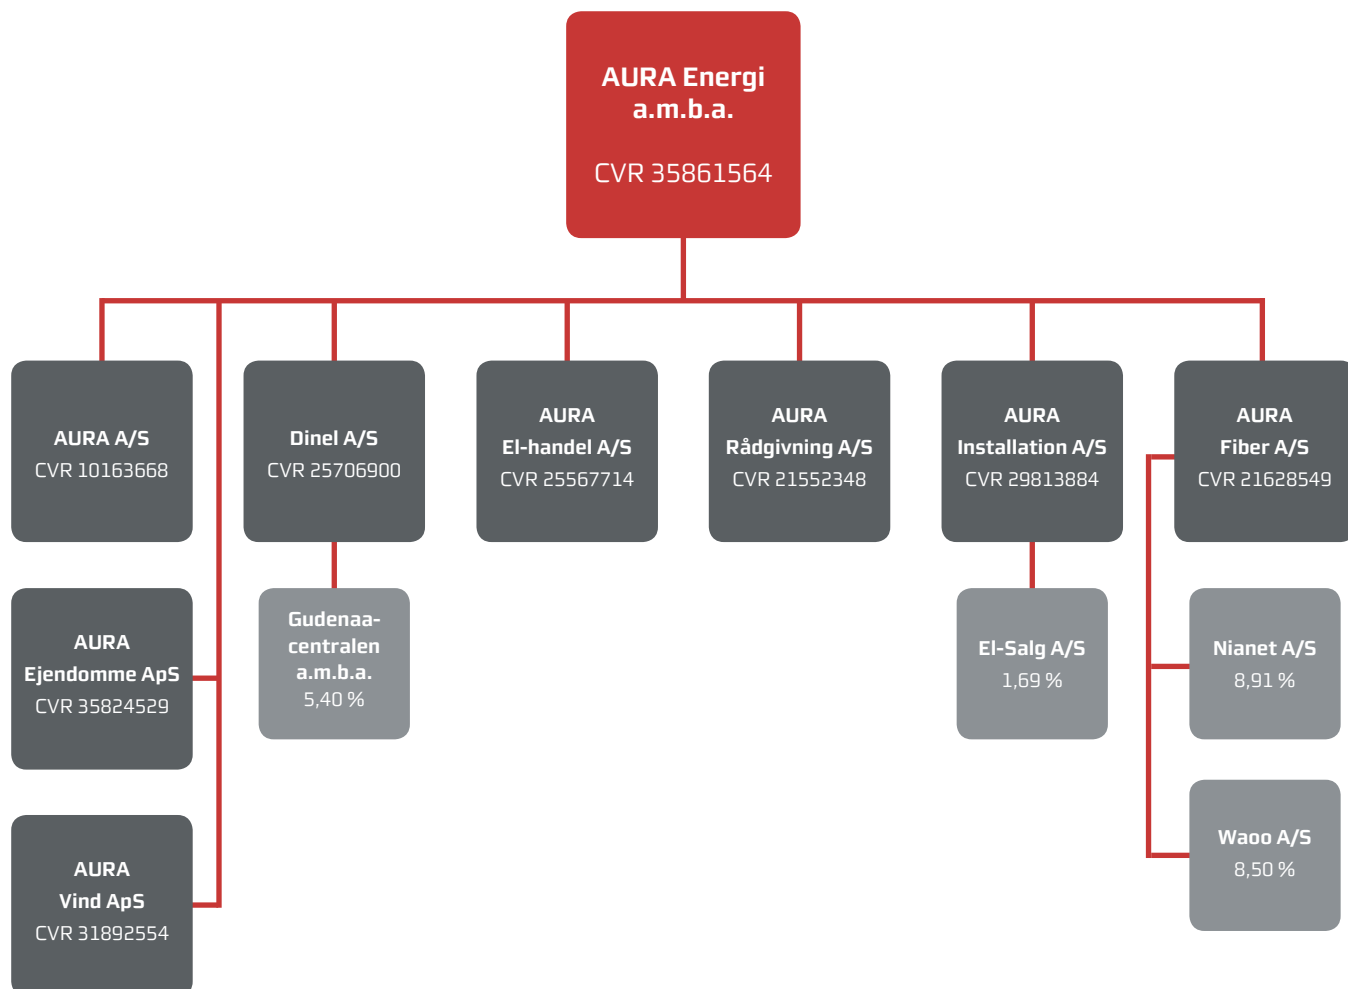 AURA Energi
a.m.b.a.
CVR 35861564
AURA A/S
CVR 10163668
Dinel A/S
CVR 25706900
AURA
El-handel A/S
CVR 25567714
AURA
Rådgivning A/S
CVR 21552348
AURA
Installation A/S
CVR 29813884
AURA
Fiber A/S
CVR 21628549
AURA
Ejendomme ApS
CVR 35824529
Gudenaa-
centralen
a.m.b.a.
5,40 %
El-Salg A/S
1,69 %
Nianet A/S
8,91 %
Waoo A/S
8,50 %
AURA
Vind ApS
CVR 31892554